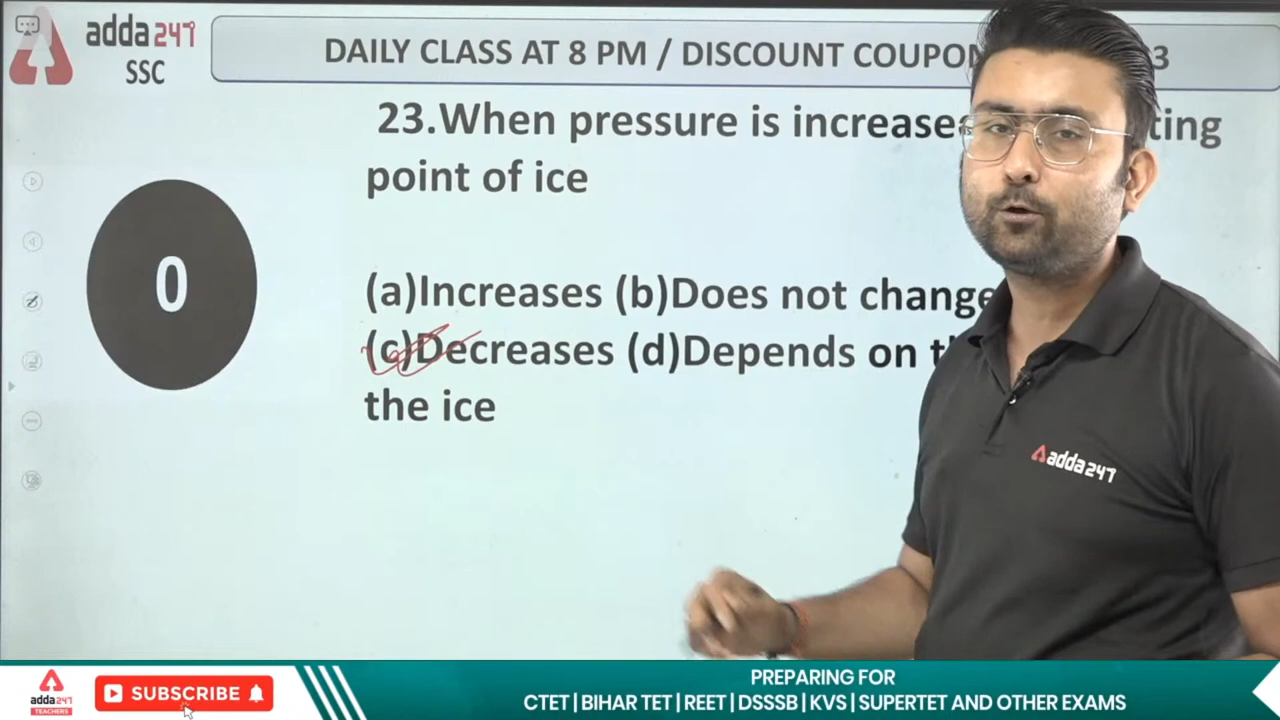 adda247
SSC
DAILY CLASS AT 8 PM / DISCOUNT COUPON 3
23.When pressure is increase ting
point of ice
0
(a)Increases (b)Does not change
(c)Decreases (d)Depends on
the ice
adda247
adda247
TEACHERS
SUBSCRIBE
PREPARING FOR
CTET | BIHAR TET | REET | DSSSB | KVS | SUPERTET AND OTHER EXAMS